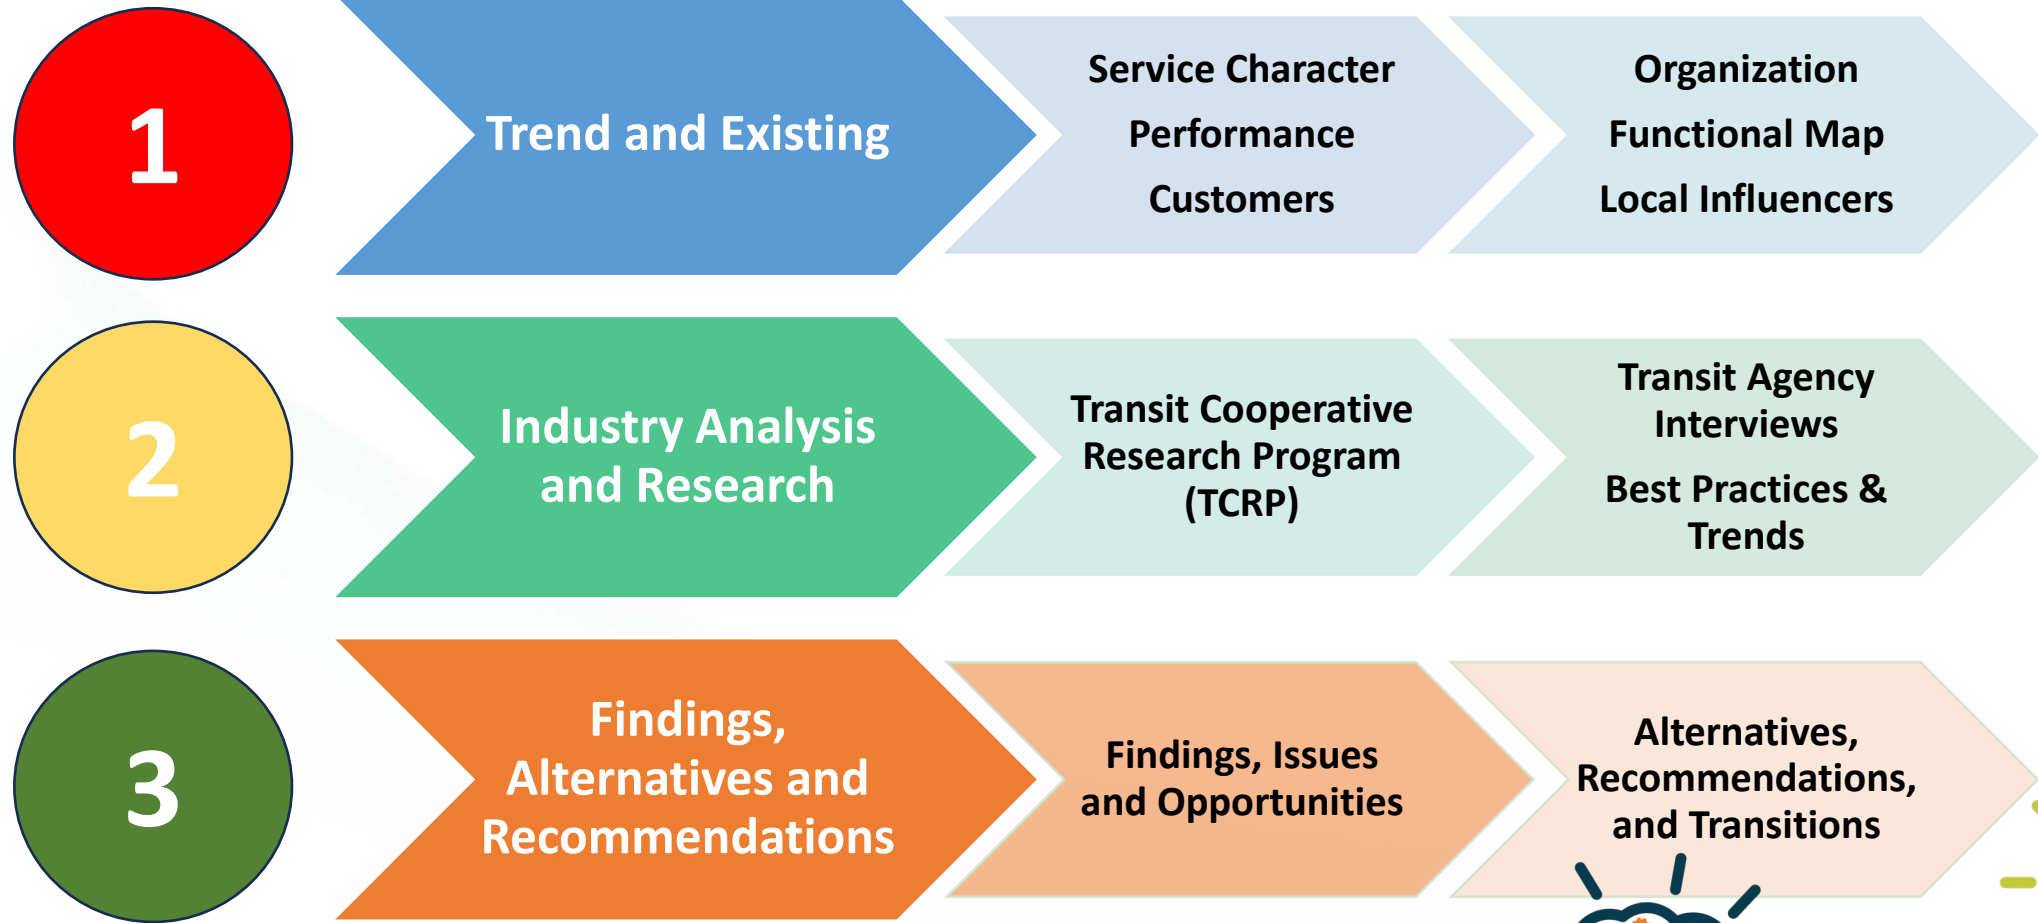 1
Trend and Existing
Service Character
Performance
Customers
Organization
Functional Map
Local Influencers
2
Industry Analysis
and Research
Transit Cooperative
Research Program
(TCRP)
Transit Agency
Interviews
Best Practices &
Trends
3
Findings,
Alternatives and
Recommendations
Findings, Issues
and Opportunities
Alternatives,
Recommendations,
and Transitions